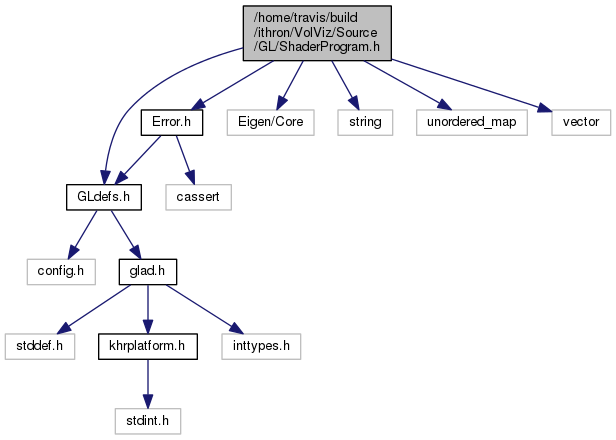 /home/travis/build
/ithron/VolViz/Source
/GL/ShaderProgram.h
Error.h
Eigen/Core
string
unordered_map
vector
GLdefs.h
cassert
config.h
glad.h
stddef.h
khrplatform.h
inttypes.h
stdint.h